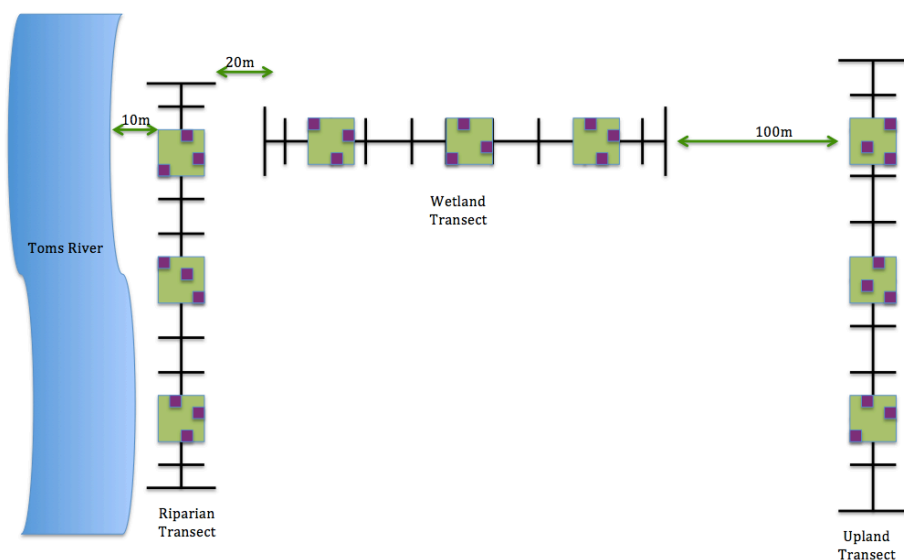 20m
10m
100m
Wetland
Transect
Toms River
Riparian
Transect
Upland
Transect